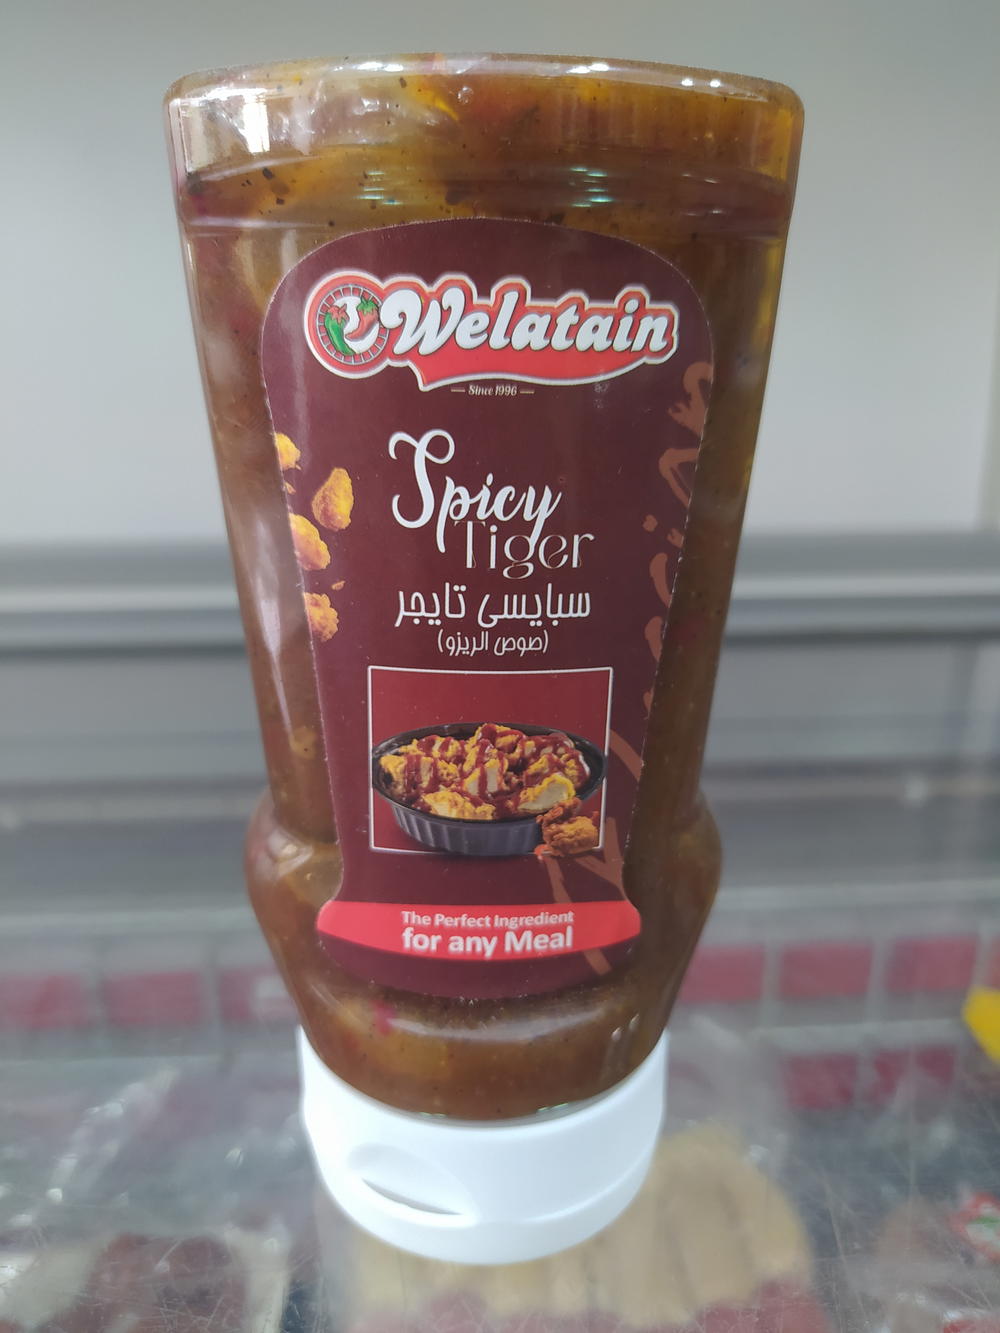 Welatain
Since 1996
Spicy
Tiger
سبايسى تايجر
(صوص الريزو)
The Perfect Ingredient
for any Meal